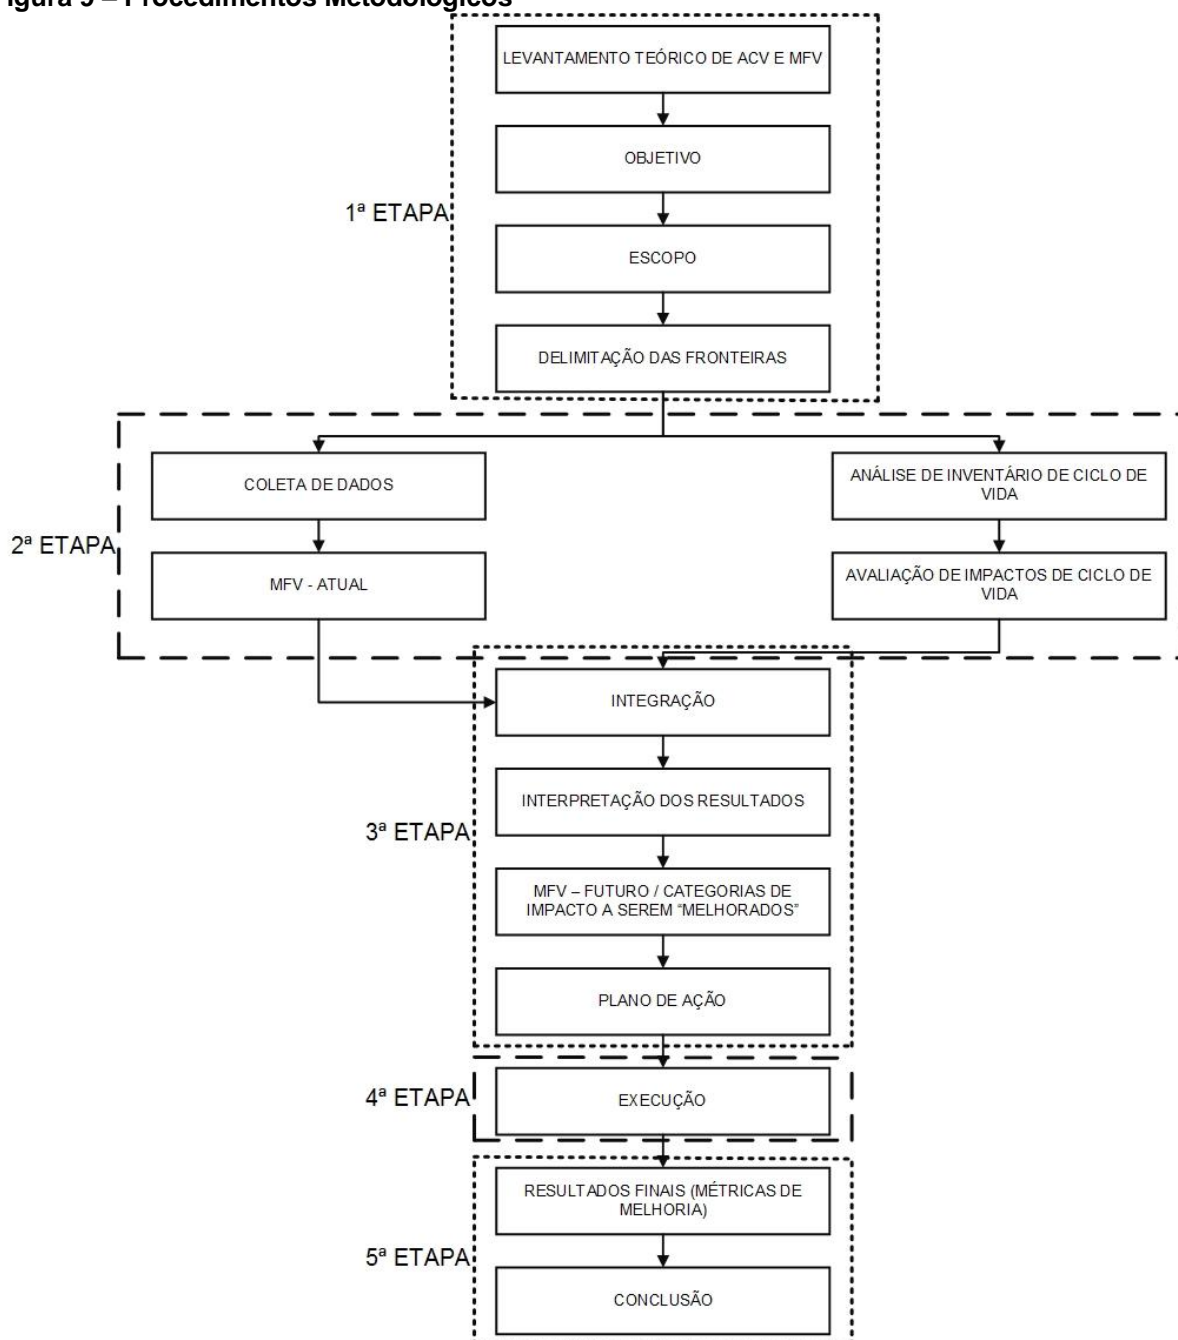 igura 9 – Procedimentos Metodológicos
LEVANTAMENTO TEÓRICO DE ACV E MFV
OBJETIVO
1ª ETAPA
ESCOPO
DELIMITAÇÃO DAS FRONTEIRAS
COLETA DE DADOS
ANÁLISE DE INVENTÁRIO DE CICLO DE
VIDA
2ª ETAPA
MFV - ATUAL
AVALIAÇÃO DE IMPACTOS DE CICLO DE
VIDA
INTEGRAÇÃO
INTERPRETAÇÃO DOS RESULTADOS
3ª ETAPA
MFV – FUTURO / CATEGORIAS DE
IMPACTO A SEREM “MELHORADOS”
PLANO DE AÇÃO
4ª ETAPA
EXECUÇÃO
RESULTADOS FINAIS (MÉTRICAS DE
MELHORIA)
5ª ETAPA
CONCLUSÃO